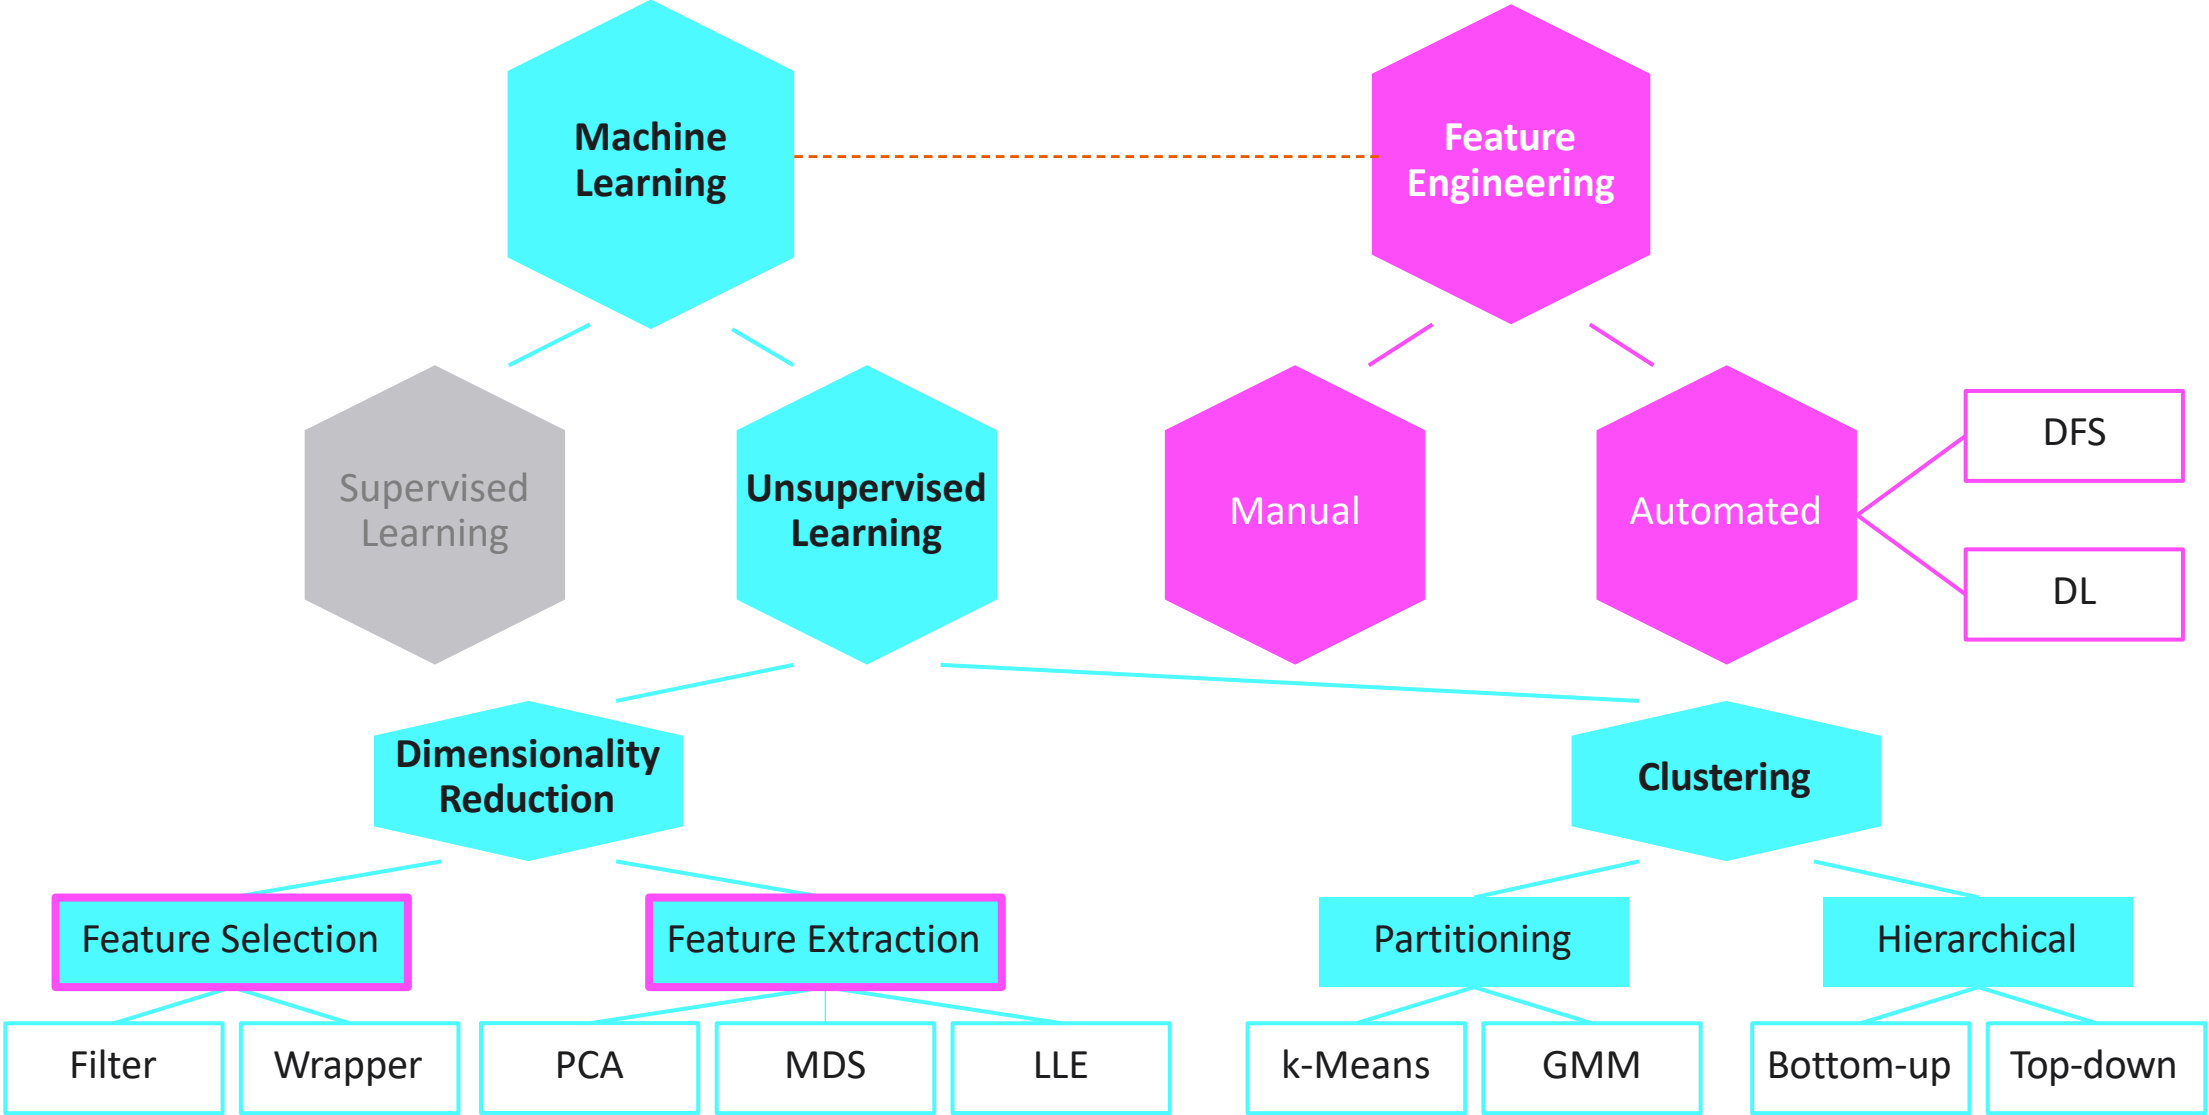 Machine
Learning
Feature
Engineering
Supervised
Learning
Unsupervised
Learning
Manual
Automated
DFS
DL
Dimensionality
Reduction
Clustering
Feature Selection
Feature Extraction
Partitioning
Hierarchical
Filter
Wrapper
PCA
MDS
LLE
k-Means
GMM
Bottom-up
Top-down